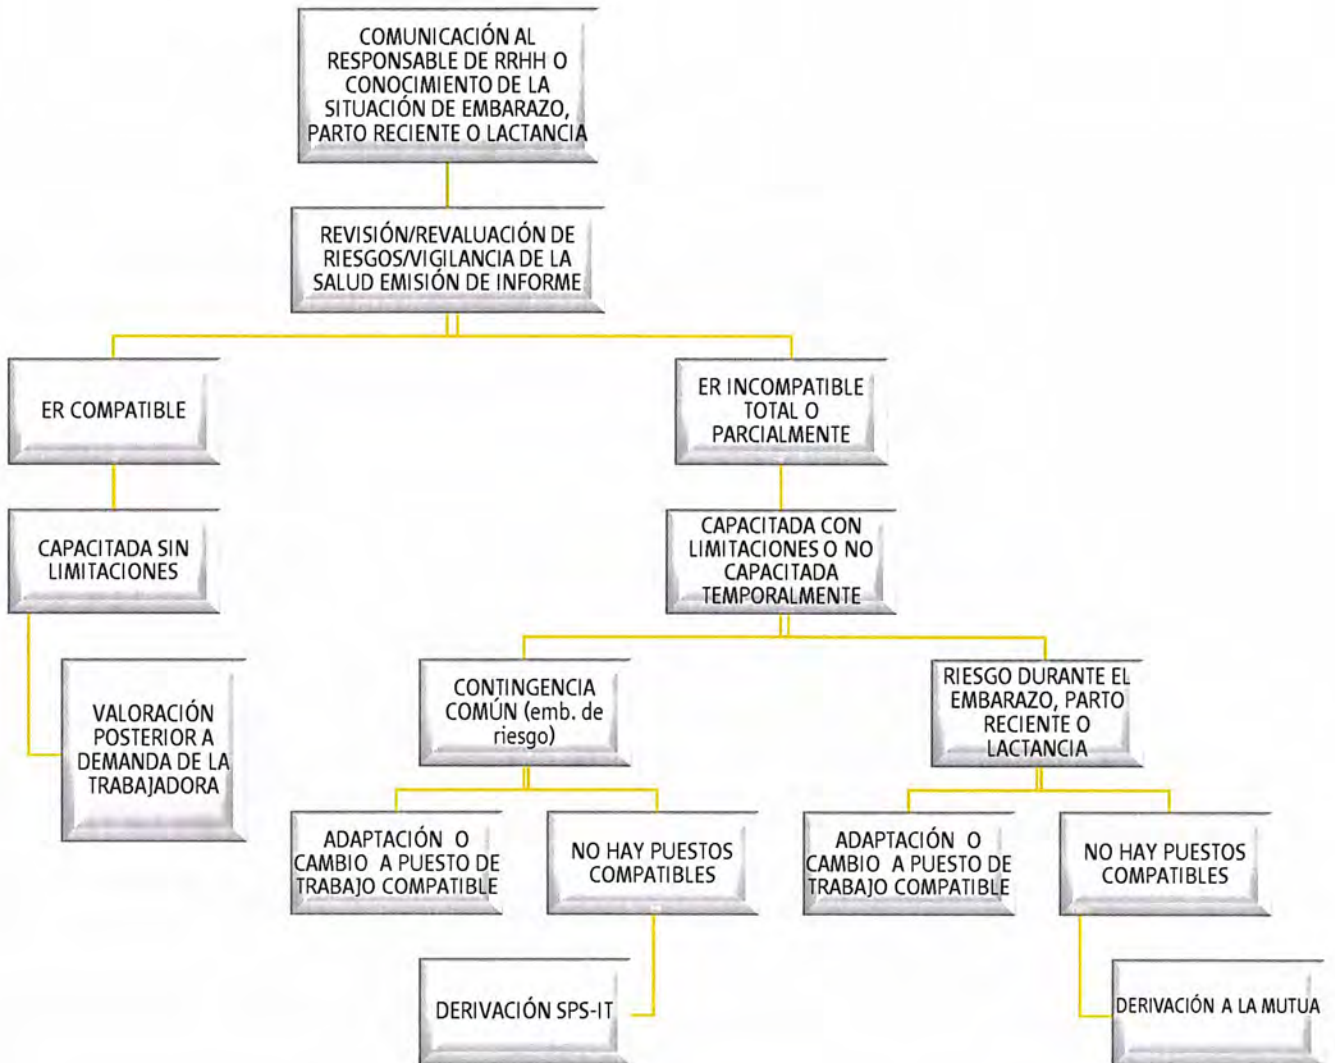 COMUNICACIÓN AL
RESPONSABLE DE RRHH O
CONOCIMIENTO DE LA
SITUACIÓN DE EMBARAZO,
PARTO RECIENTE O LACTANCIA
REVISIÓN/REVALUACIÓN DE
RIESGOS/VIGILANCIA DE LA
SALUD EMISIÓN DE INFORME
ER COMPATIBLE
ER INCOMPATIBLE
TOTAL O
PARCIALMENTE
CAPACITADA SIN
LIMITACIONES
CAPACITADA CON
LIMITACIONES O NO
CAPACITADA
TEMPORALMENTE
VALORACIÓN
POSTERIOR A
DEMANDA DE LA
TRABAJADORA
CONTINGENCIA
COMÚN (emb. de
riesgo)
RIESGO DURANTE EL
EMBARAZO, PARTO
RECIENTE O
LACTANCIA
ADAPTACIÓN O
CAMBIO A PUESTO DE
TRABAJO COMPATIBLE
NO HAY PUESTOS
COMPATIBLES
ADAPTACIÓN O
CAMBIO A PUESTO DE
TRABAJO COMPATIBLE
NO HAY PUESTOS
COMPATIBLES
DERIVACIÓN SPS-IT
DERIVACIÓN A LA MUTUA